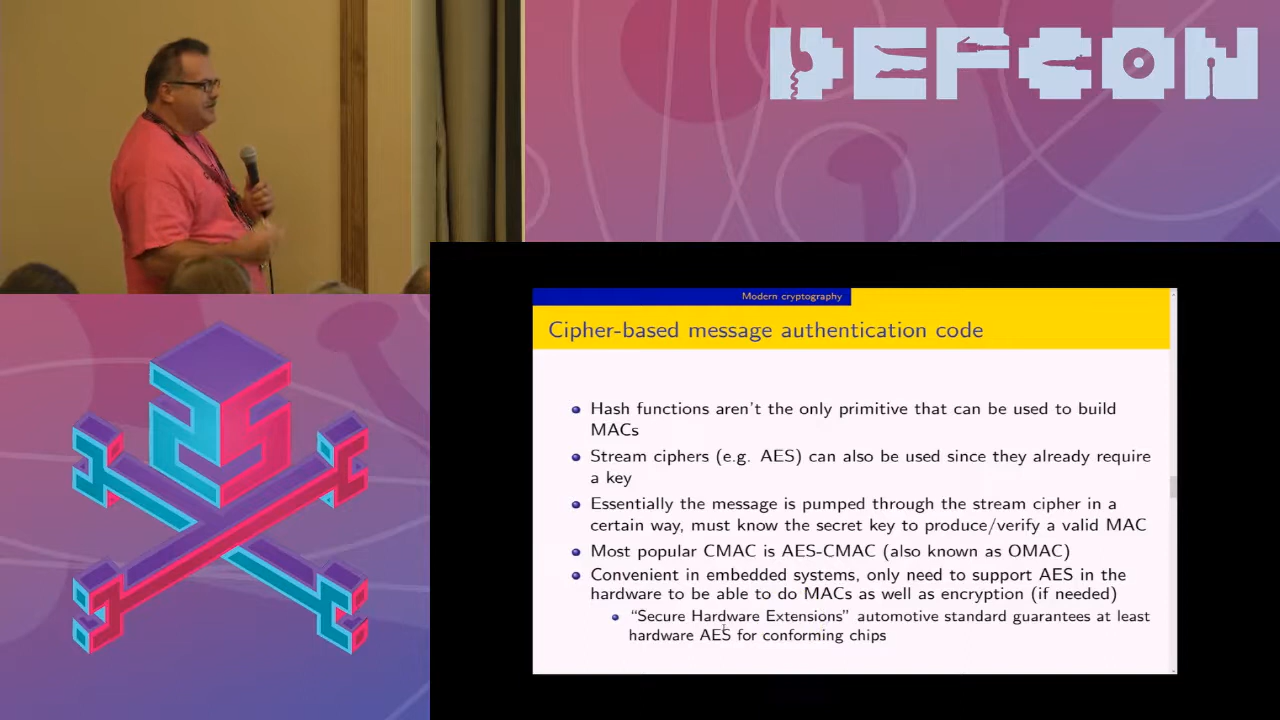 DEFCON
Modern cryptography
Cipher-based message authentication code
Hash functions aren't the only primitive that can be used to build
MACs
Stream ciphers (e.g. AES) can also be used since they already require
a key
Essentially the message is pumped through the stream cipher in a
certain way, must know the secret key to produce/verify a valid MAC
Most popular CMAC is AES-CMAC (also known as OMAC)
Convenient in embedded systems, only need to support AES in the
hardware to be able to do MACs as well as encryption (if needed)
“Secure Hardware Extensions” automotive standard guarantees at least
hardware AES for conforming chips